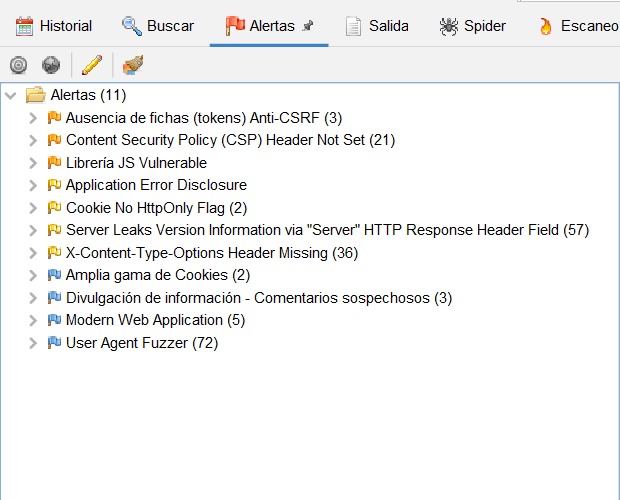 Historial Buscar Alertas Salida Spider Escaneo
Alertas (11)
Ausencia de fichas (tokens) Anti-CSRF (3)
Content Security Policy (CSP) Header Not Set (21)
Librería JS Vulnerable
Application Error Disclosure
Cookie No HttpOnly Flag (2)
Server Leaks Version Information via "Server" HTTP Response Header Field (57)
X-Content-Type-Options Header Missing (36)
Amplia gama de Cookies (2)
Divulgación de información - Comentarios sospechosos (3)
Modern Web Application (5)
User Agent Fuzzer (72)